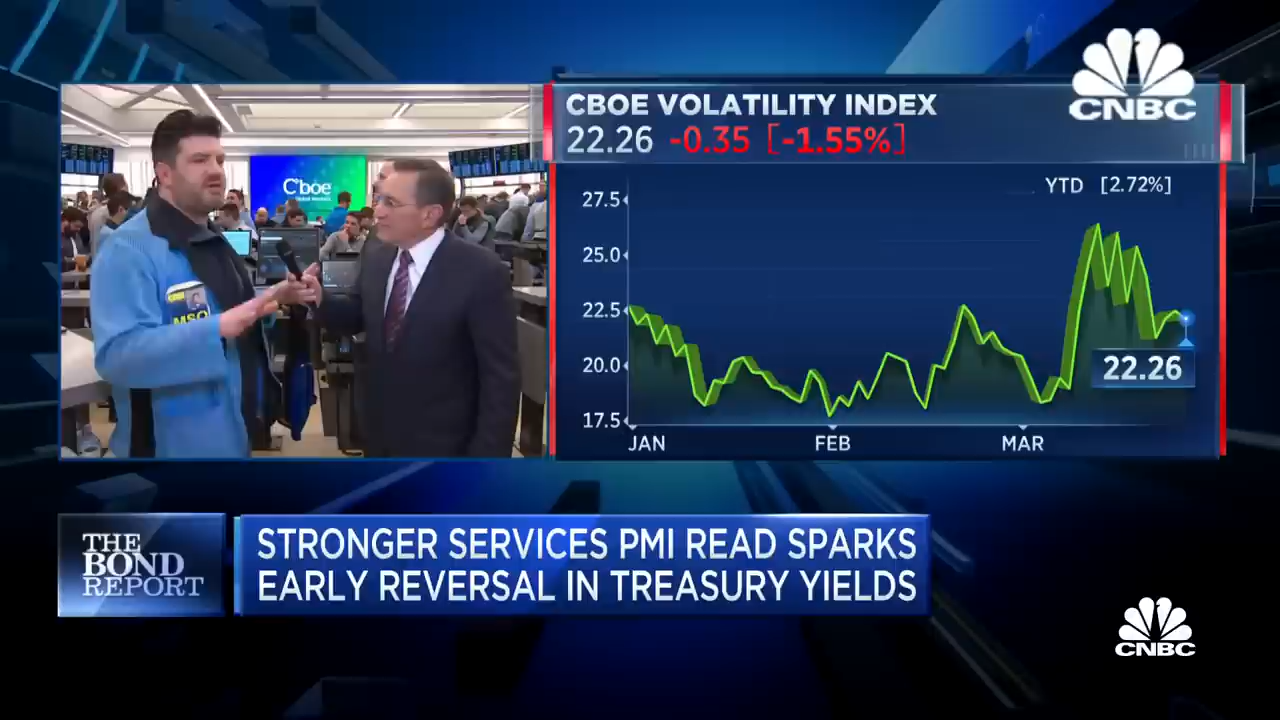 CNBC
CBOE VOLATILITY INDEX
22.26 -0.35 [-1.55%]
YTD [2.72%]
27.5
25.0
22.5
20.0
17.5
JAN FEB MAR
22.26
Cboe
Global Markets
MSO
THE
BOND
REPORT
STRONGER SERVICES PMI READ SPARKS
EARLY REVERSAL IN TREASURY YIELDS
CNBC